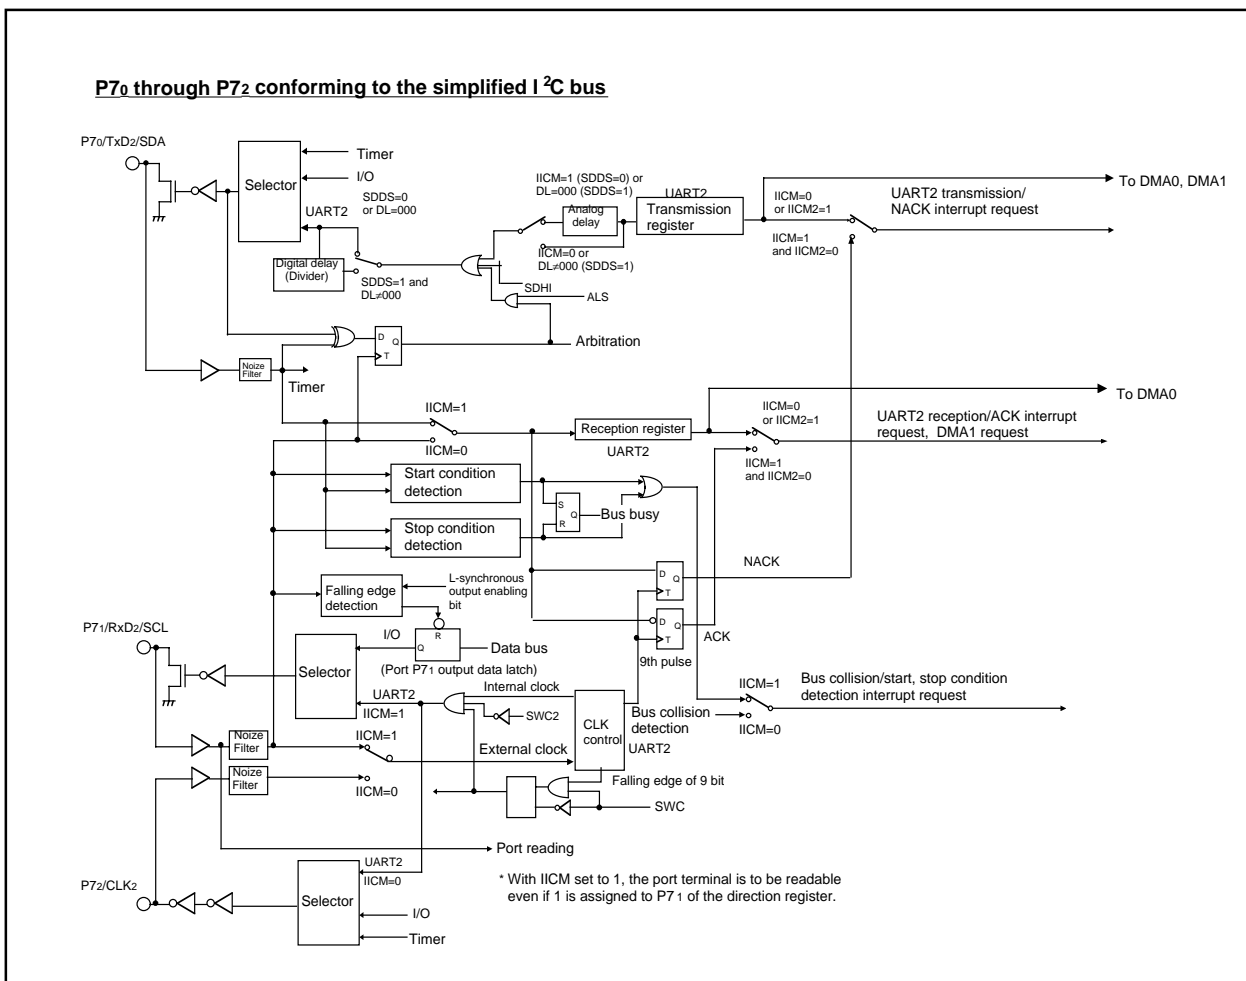 P70 through P72 conforming to the simplified I 2C bus
P70/TxD2/SDA
Selector
Timer
I/O
SDDS=0
or DL=000
UART2
Digital delay
(Divider)
SDDS=1 and
DL≠000
IICM=1 (SDDS=0) or
DL=000 (SDDS=1)
Analog
delay
IICM=0 or
DL≠000 (SDDS=1)
SDHI
ALS
UART2
Transmission
register
IICM=0
or IICM2=1
IICM=1
and IICM2=0
To DMA0, DMA1
UART2 transmission/
NACK interrupt request
D
Q
T
Arbitration
Noize
Filter
Timer
IICM=1
IICM=0
Reception register
UART2
IICM=0
or IICM2=1
IICM=1
and IICM2=0
To DMA0
UART2 reception/ACK interrupt
request, DMA1 request
Start condition
detection
Stop condition
detection
S
Q
R
Bus busy
NACK
D
Q
T
D
Q
T
ACK
9th pulse
Falling edge
detection
L-synchronous
output enabling
bit
P71/RxD2/SCL
Selector
I/O
R
Q
Data bus
(Port P71 output data latch)
UART2
IICM=1
Internal clock
SWC2
CLK
control
UART2
External clock
Bus collision
detection
IICM=1
IICM=0
Bus collision/start, stop condition
detection interrupt request
Noize
Filter
IICM=1
Noize
Filter
IICM=0
Falling edge of 9 bit
SWC
Port reading
P72/CLK2
Selector
UART2
IICM=0
I/O
Timer
* With IICM set to 1, the port terminal is to be readable
even if 1 is assigned to P71 of the direction register.